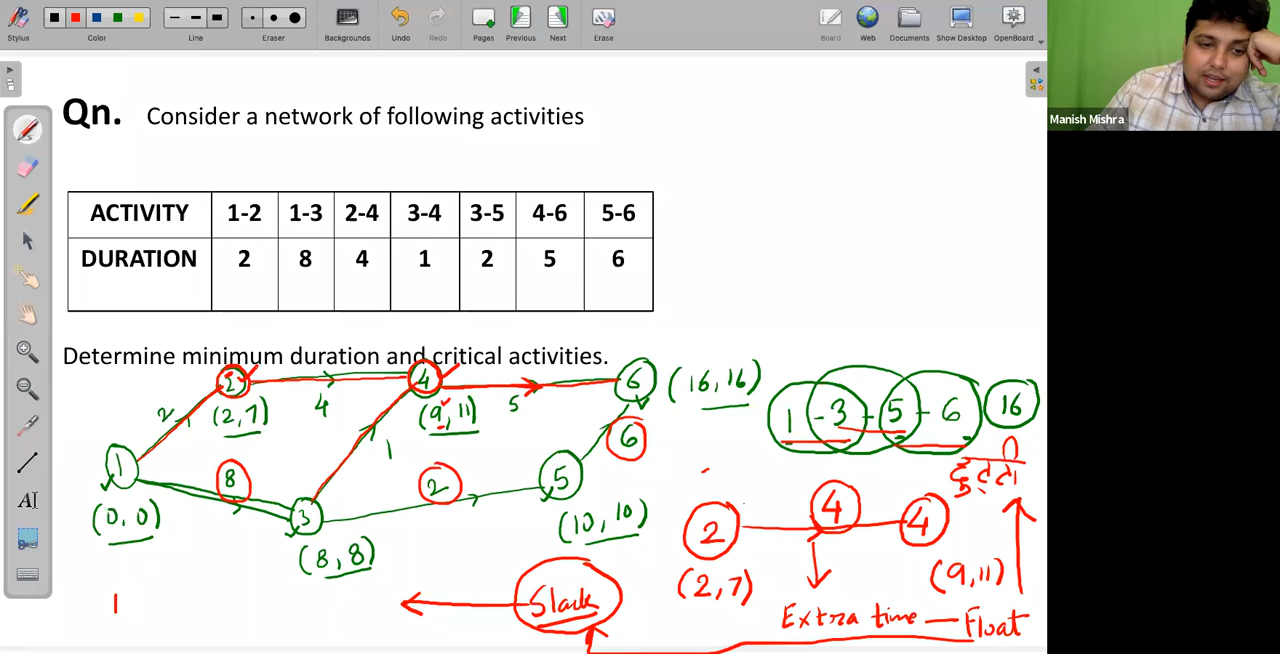 Stylus Color Line Eraser Backgrounds Undo Redo Pages Previous Next Erase Board Web Documents Show Desktop OpenBoard
Manish Mishra
Qn. Consider a network of following activities
ACTIVITY 1-2 1-3 2-4 3-4 3-5 4-6 5-6
DURATION 2 8 4 1 2 5 6
Determine minimum duration and critical activities.
2 4 6 (16, 16)
2 4 5
(2, 7) (9, 11) 6
1 - 3 - 5 - 6 16
1 8 1 2 5
(0, 0) 3 (10, 10)
(8, 8)
2 4 4
(2, 7) (9, 11)
Slack Extra time — Float
A|